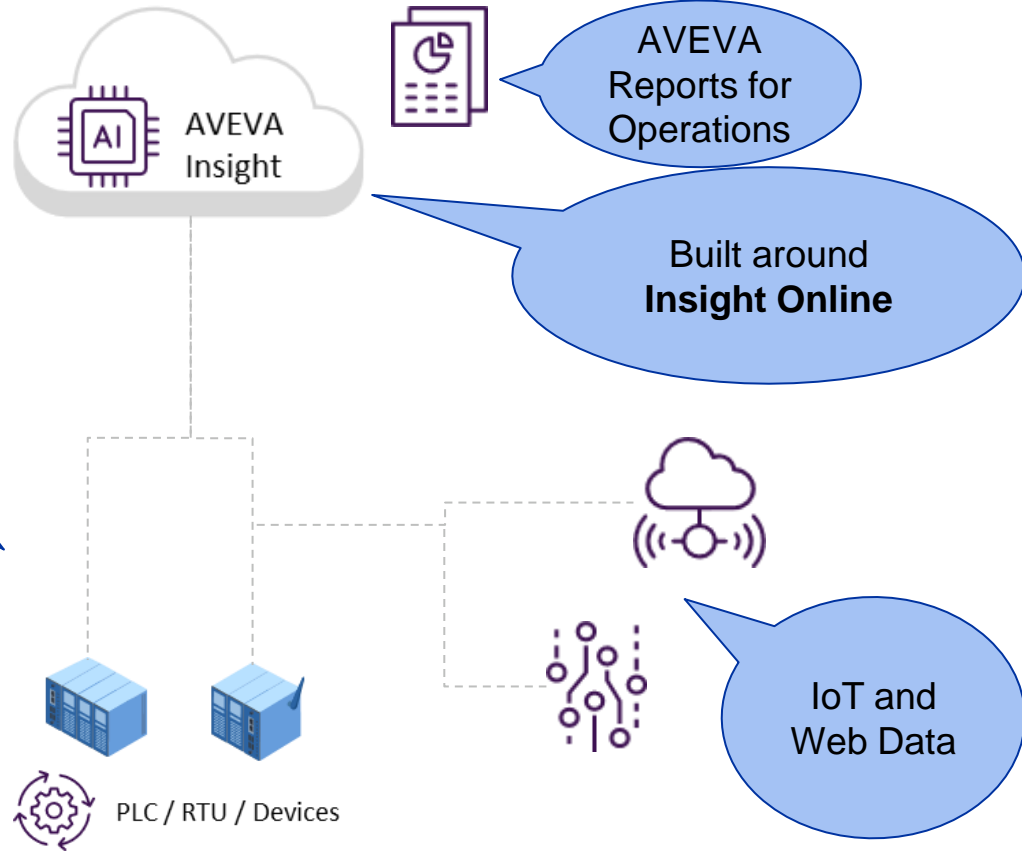 AVEVA
Reports for
Operations
AI
AVEVA
Insight
Built around
Insight Online
IoT and
Web Data
PLC / RTU / Devices